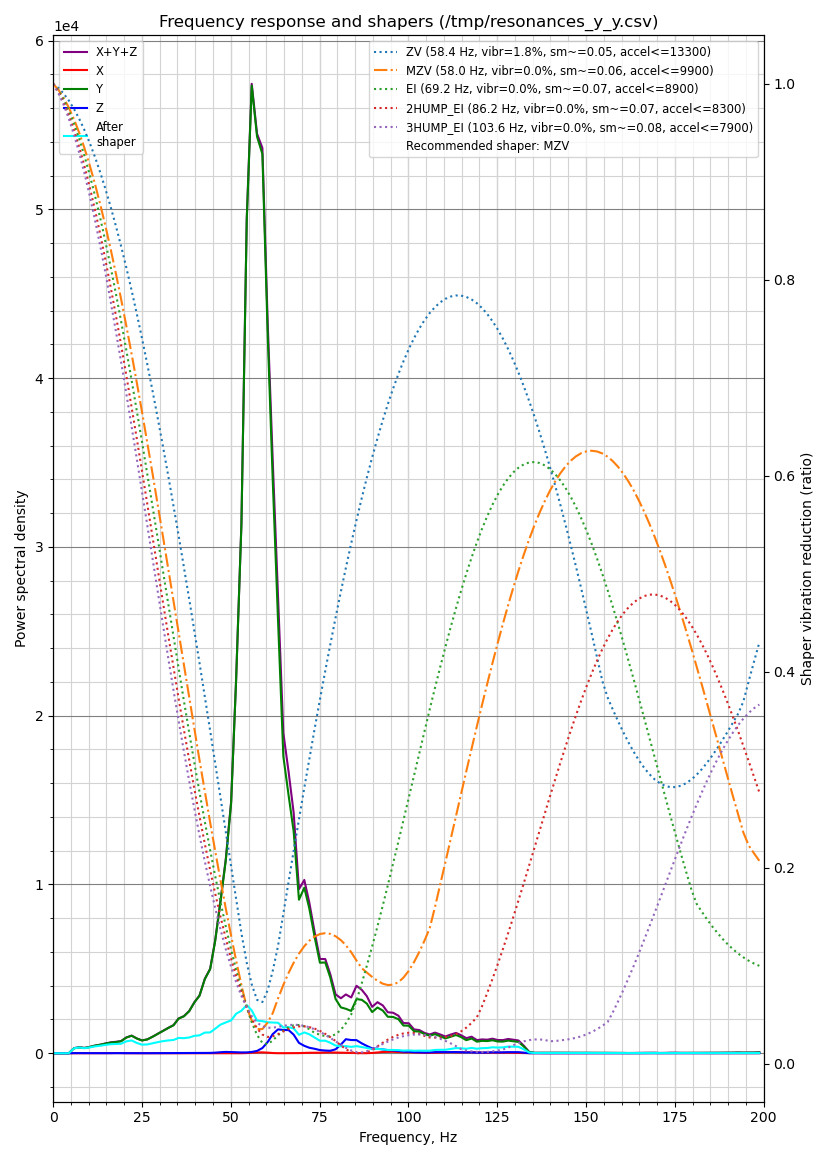 Frequency response and shapers (/tmp/resonances_y_y.csv)
1e4
X+Y+Z
X
Y
Z
After
shaper
ZV (58.4 Hz, vibr=1.8%, sm~=0.05, accel<=13300)
MZV (58.0 Hz, vibr=0.0%, sm~=0.06, accel<=9900)
EI (69.2 Hz, vibr=0.0%, sm~=0.07, accel<=8900)
2HUMP_EI (86.2 Hz, vibr=0.0%, sm~=0.07, accel<=8300)
3HUMP_EI (103.6 Hz, vibr=0.0%, sm~=0.08, accel<=7900)
Recommended shaper: MZV
6
5
4
3
2
1
0
Power spectral density
1.0
0.8
0.6
0.4
0.2
0.0
Shaper vibration reduction (ratio)
0 25 50 75 100 125 150 175 200
Frequency, Hz